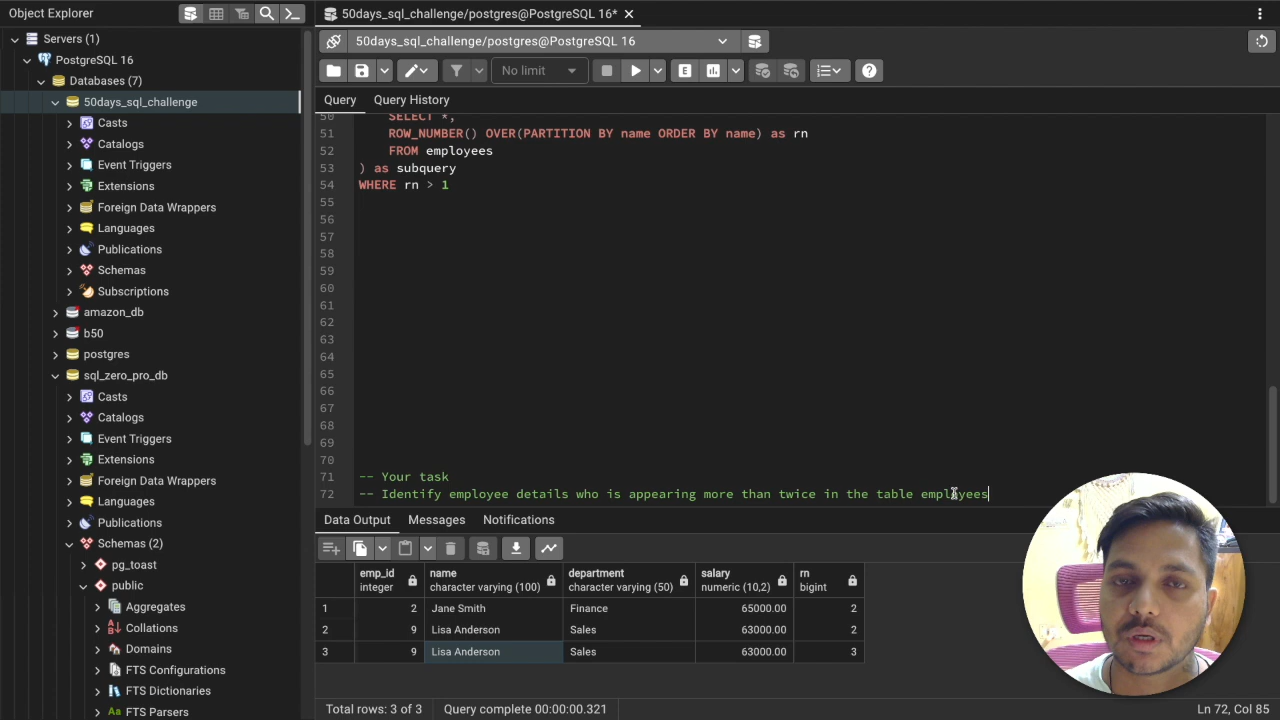 Object Explorer
50days_sql_challenge/postgres@PostgreSQL 16*
Servers (1)
PostgreSQL 16
Databases (7)
50days_sql_challenge
Casts
Catalogs
Event Triggers
Extensions
Foreign Data Wrappers
Languages
Publications
Schemas
Subscriptions
amazon_db
b50
postgres
sql_zero_pro_db
Casts
Catalogs
Event Triggers
Extensions
Foreign Data Wrappers
Languages
Publications
Schemas (2)
pg_toast
public
Aggregates
Collations
Domains
FTS Configurations
FTS Dictionaries
FTS Parsers
50days_sql_challenge/postgres@PostgreSQL 16
No limit
Query Query History
50 SELECT *,
51 ROW_NUMBER() OVER(PARTITION BY name ORDER BY name) as rn
52 FROM employees
53 ) as subquery
54 WHERE rn > 1
55
56
57
58
59
60
61
62
63
64
65
66
67
68
69
70
71 -- Your task
72 -- Identify employee details who is appearing more than twice in the table employees
Data Output Messages Notifications
emp_id name department salary rn
integer character varying (100) character varying (50) numeric (10,2) bigint
1 2 Jane Smith Finance 65000.00 2
2 9 Lisa Anderson Sales 63000.00 2
3 9 Lisa Anderson Sales 63000.00 3
Total rows: 3 of 3 Query complete 00:00:00.321 Ln 72, Col 85